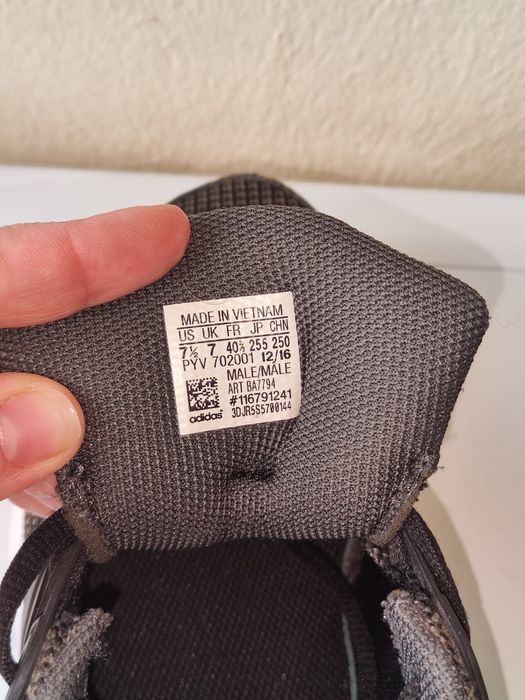 MADE IN VIETNAM
US UK FR JP CHN
7½ 7 40⅔ 255 250
PYV 702001 12/16
MALE/MÂLE
ART BA7794
#116791241
adidas® 3DJR5S5700144